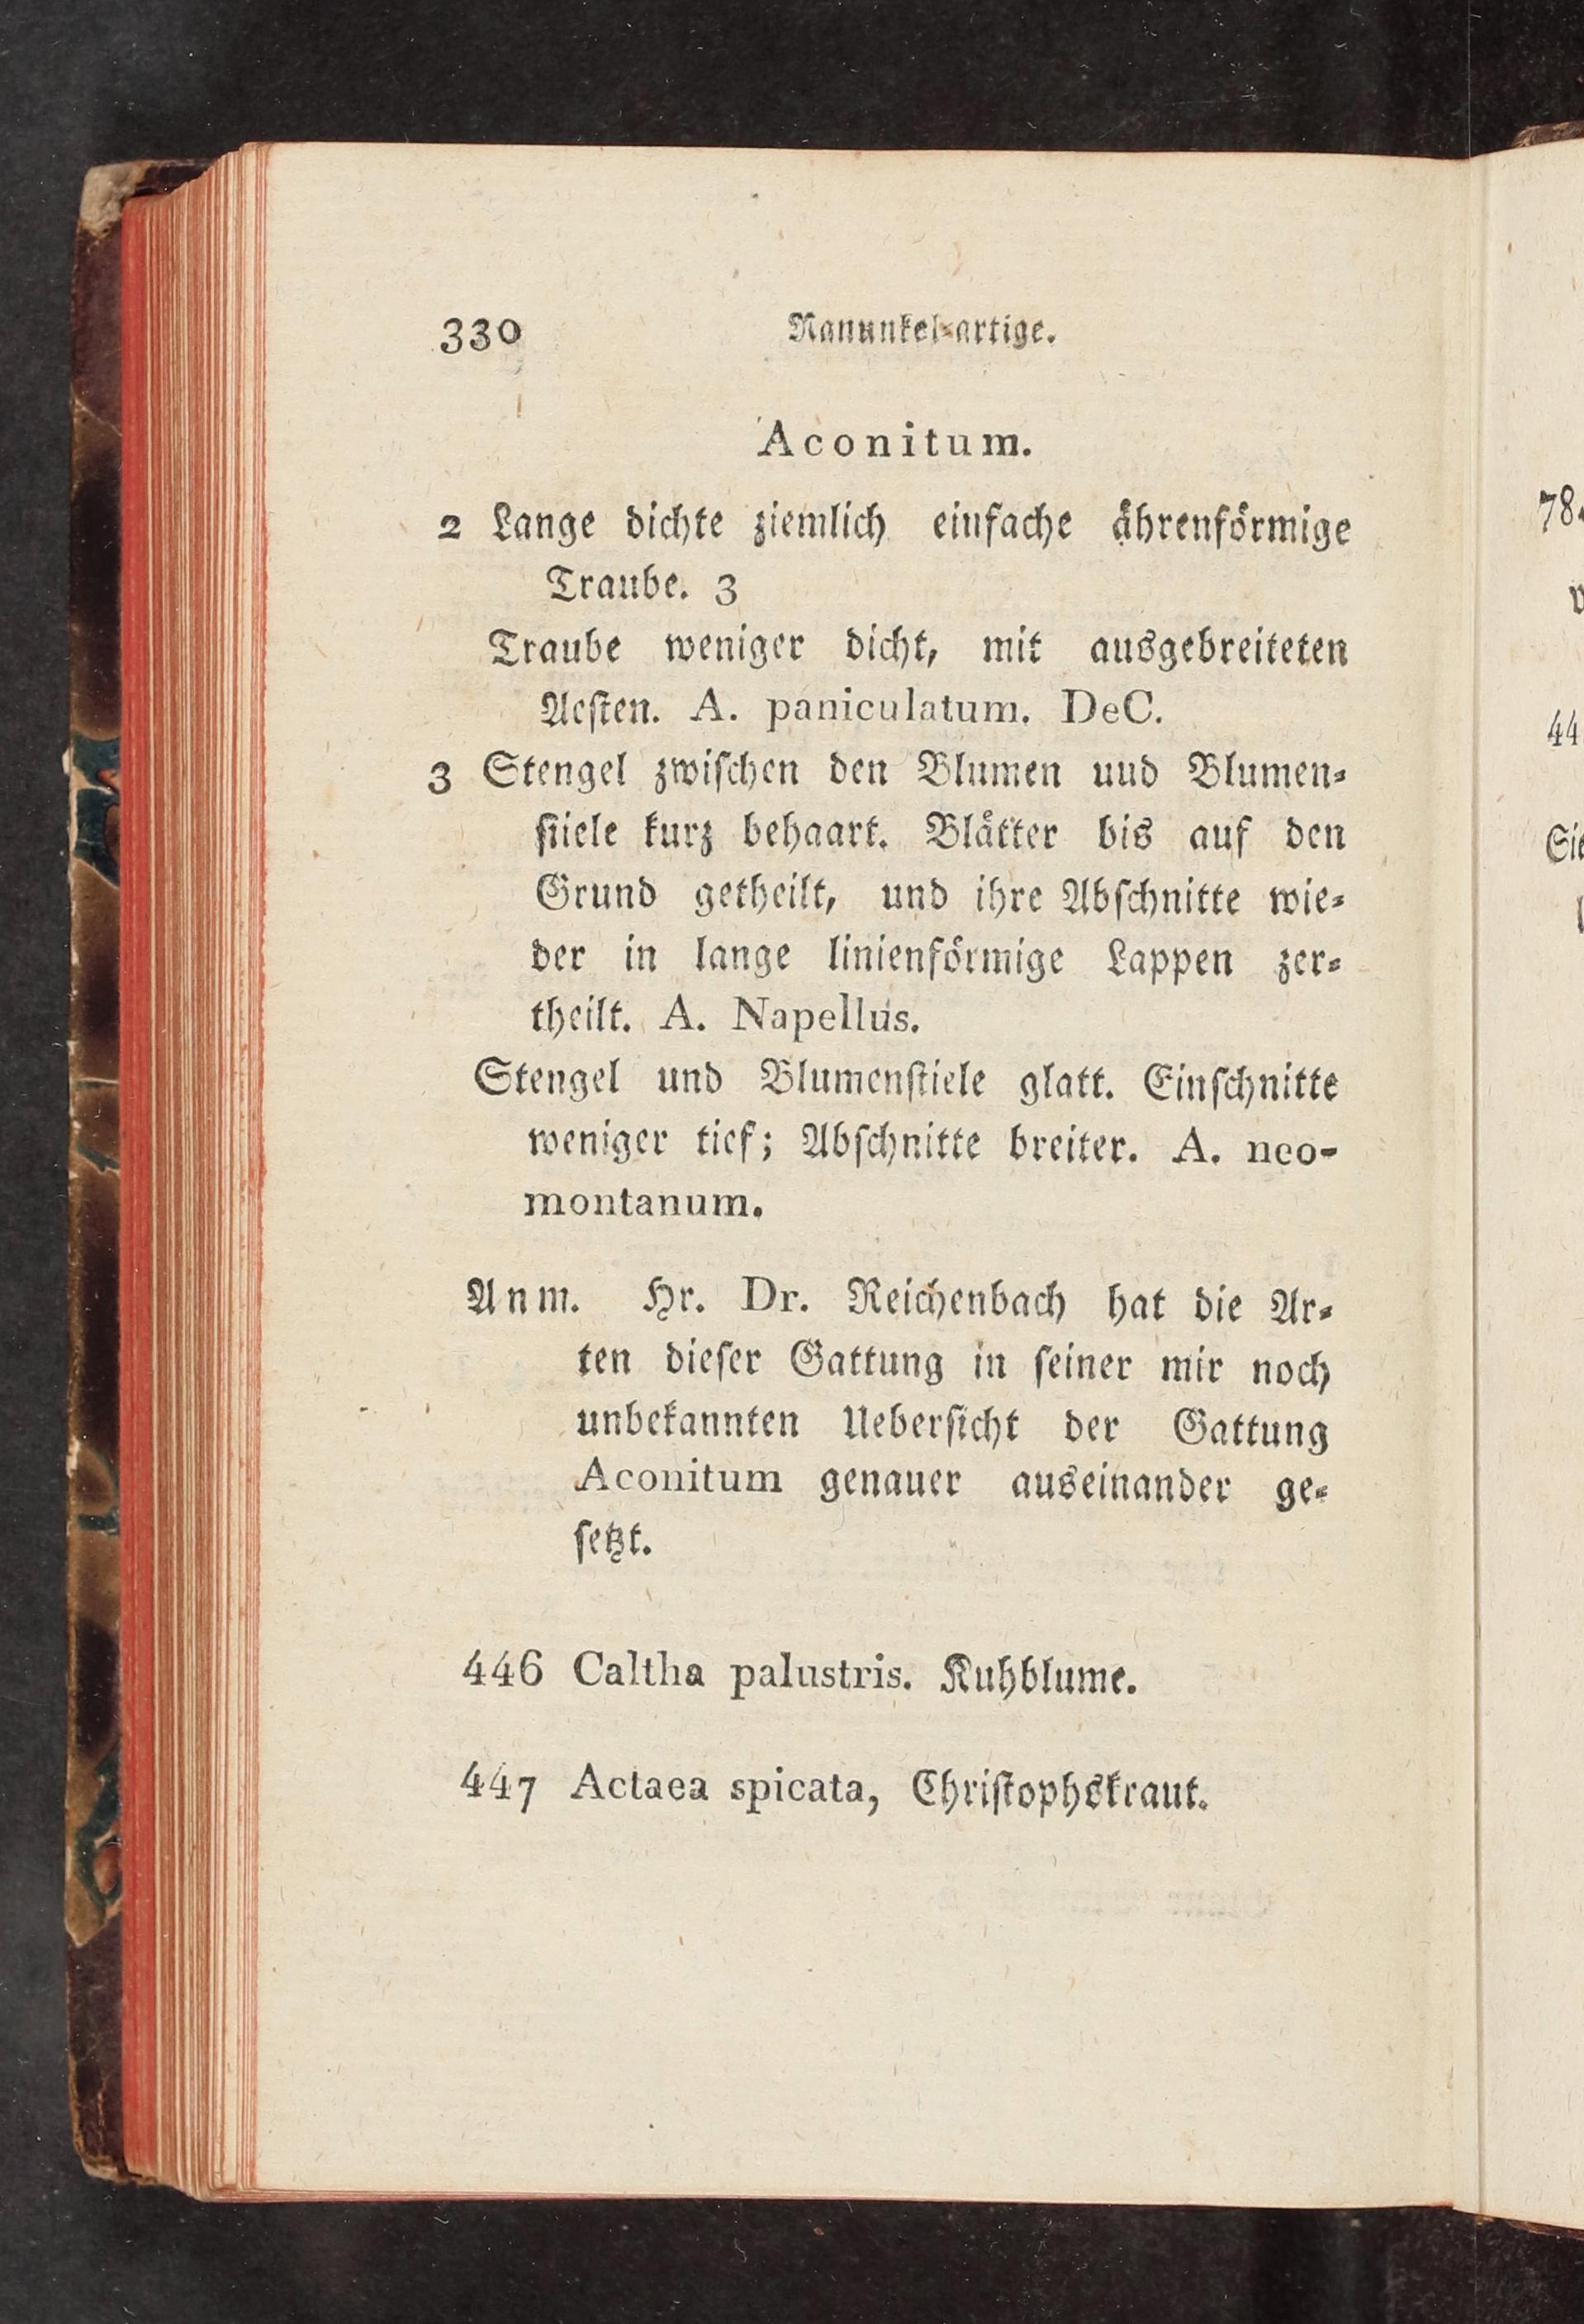 330 Ranunkel-artige.
Aconitum.
2 Lange dichte ziemlich einfache ährenförmige
Traube. 3
Traube weniger dicht, mit ausgebreiteten
Aesten. A. paniculatum. DeC.
3 Stengel zwischen den Blumen uud Blumen-
stiele kurz behaart. Blätter bis auf den
Grund getheilt, und ihre Abschnitte wie-
der in lange linienförmige Lappen zer-
theilt. A. Napellus.
Stengel und Blumenstiele glatt. Einschnitte
weniger tief; Abschnitte breiter. A. neo-
montanum.
Anm. Hr. Dr. Reichenbach hat die Ar-
ten dieser Gattung in seiner mir noch
unbekannten Uebersicht der Gattung
Aconitum genauer auseinander ge-
setzt.
446 Caltha palustris. Kuhblume.
447 Actaea spicata, Christophskraut.
78.
44